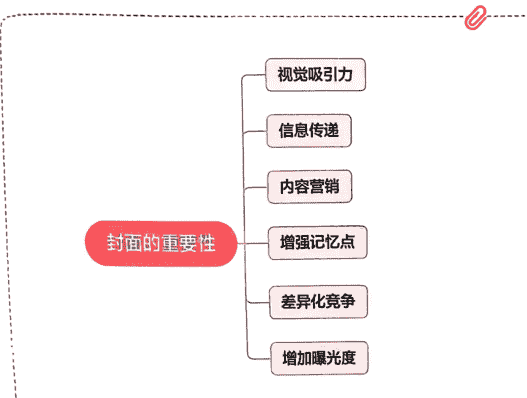 视觉吸引力
信息传递
内容营销
封面的重要性
增强记忆点
差异化竞争
增加曝光度